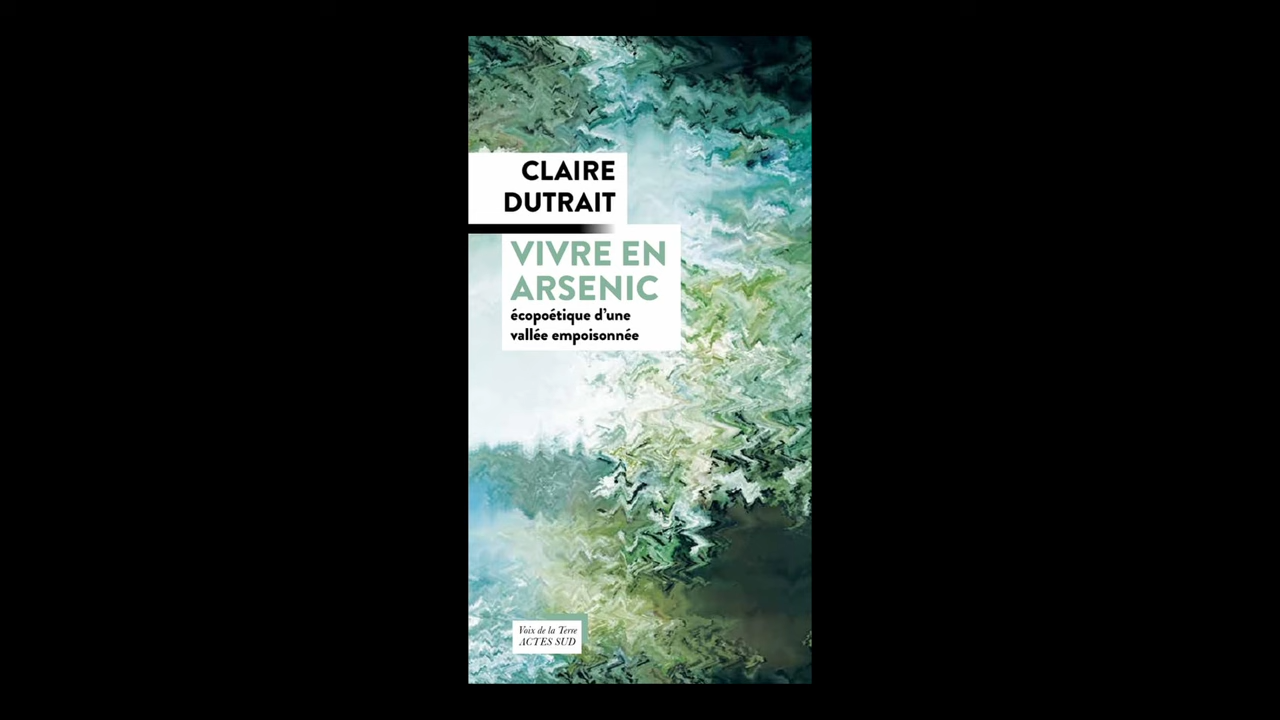 CLAIRE
DUTRAIT
VIVRE EN
ARSENIC
écopoétique d’une
vallée empoisonnée
Voix de la Terre
ACTES SUD